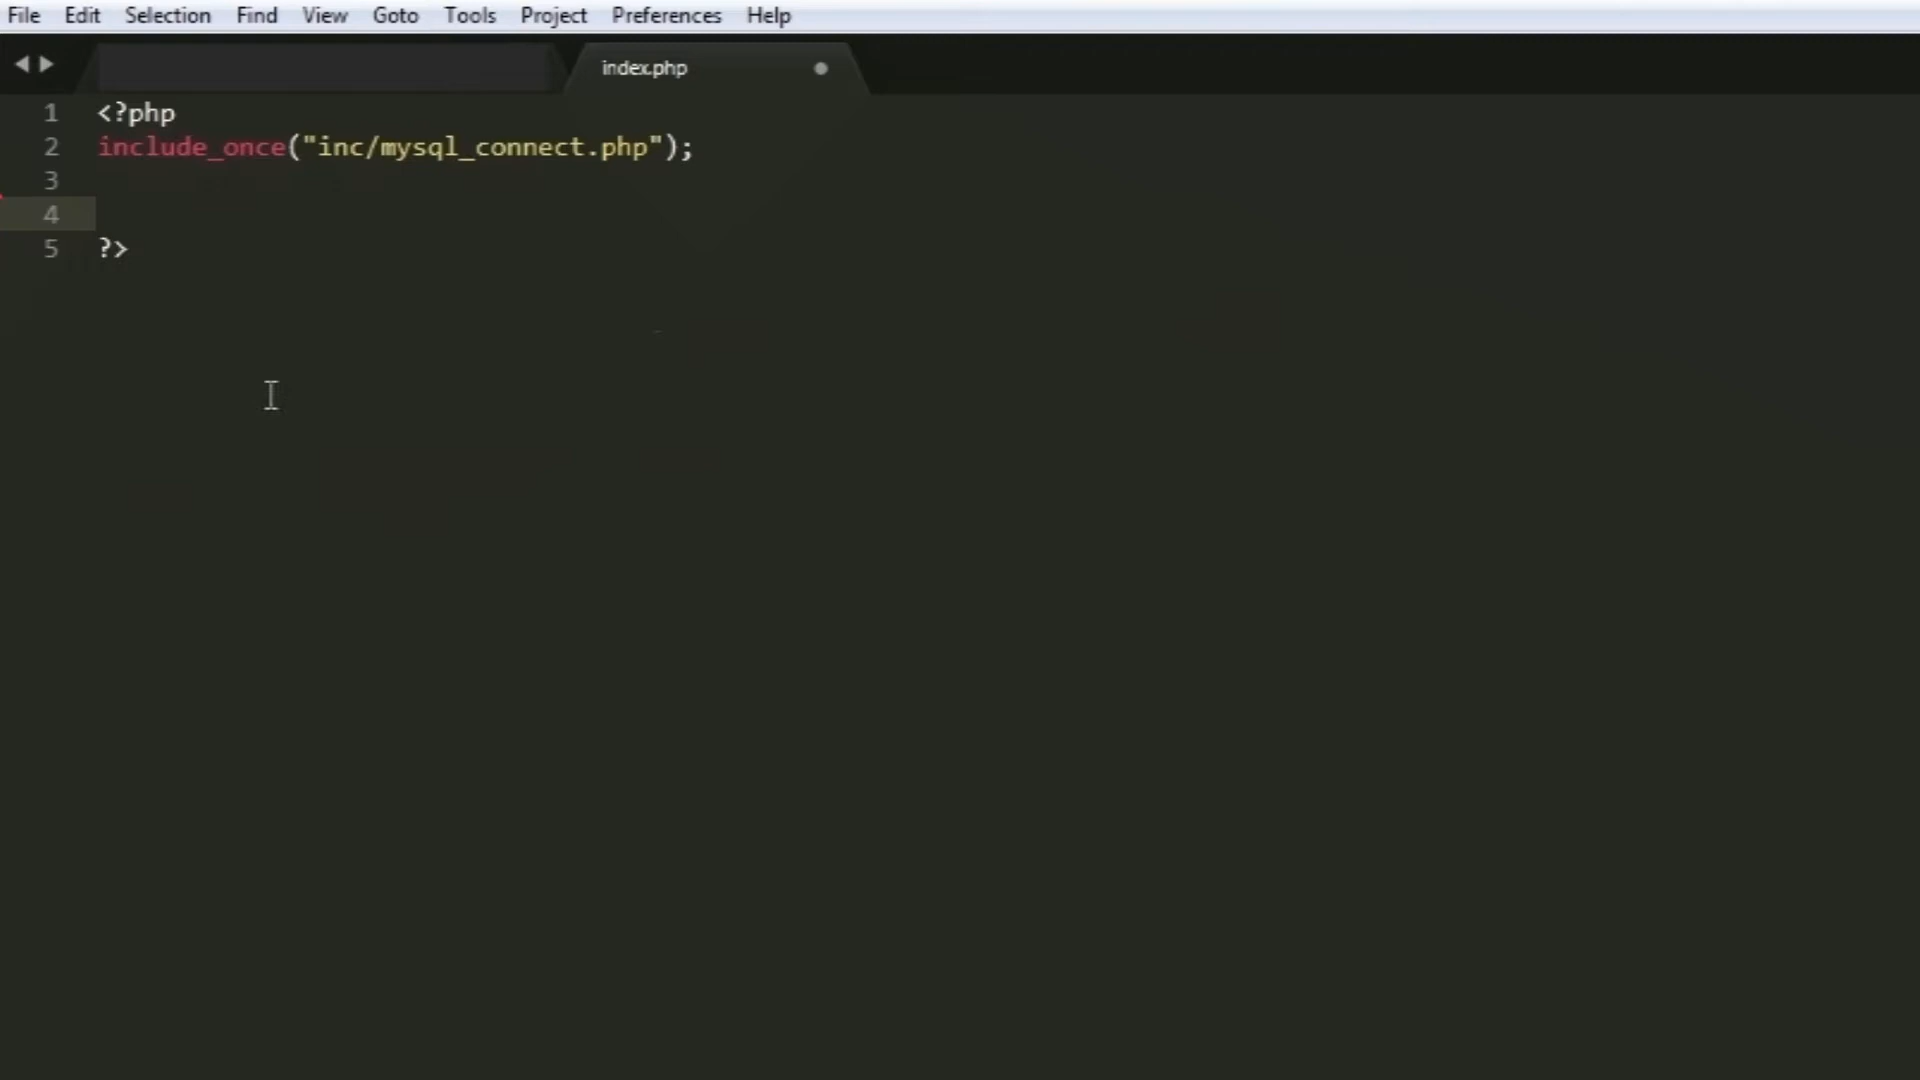 File Edit Selection Find View Goto Tools Project Preferences Help
index.php
1 <?php
2 include_once("inc/mysql_connect.php");
3
4
5 ?>